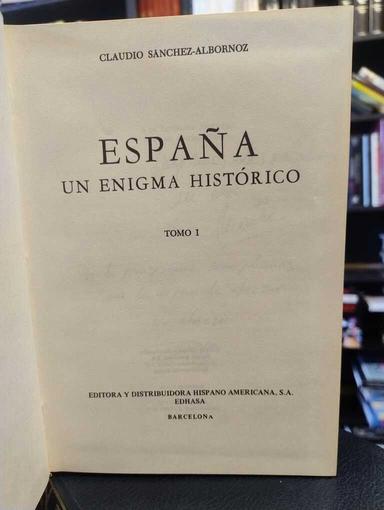 CLAUDIO SÁNCHEZ-ALBORNOZ
ESPAÑA
UN ENIGMA HISTÓRICO
TOMO I
EDITORA Y DISTRIBUIDORA HISPANO AMERICANA, S.A.
EDHASA
BARCELONA